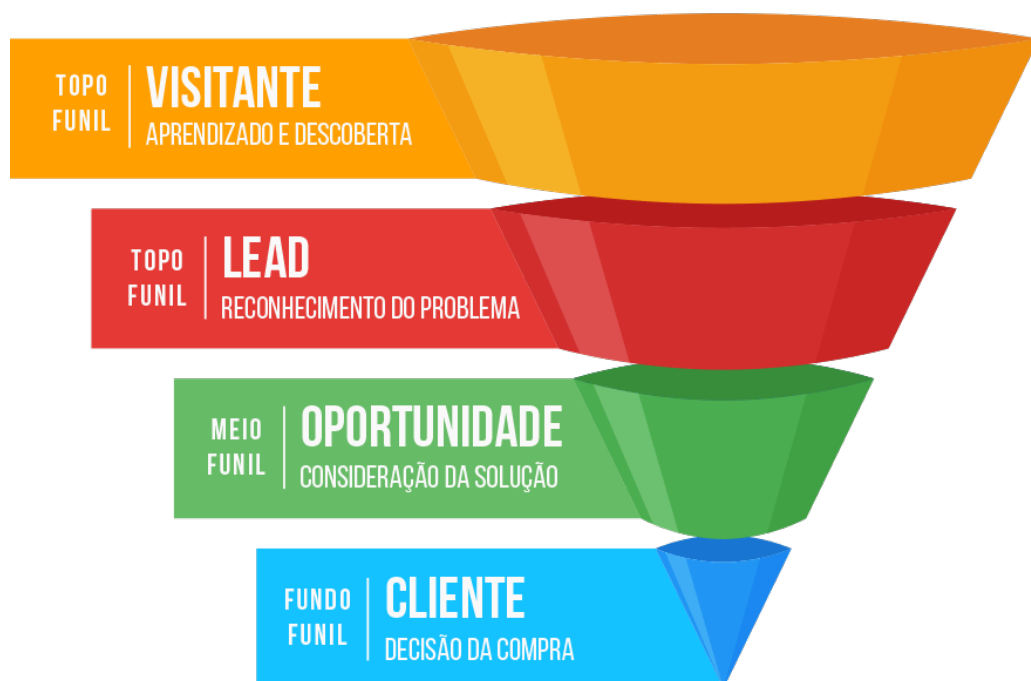 TOPO
FUNIL
VISITANTE
APRENDIZADO E DESCOBERTA
TOPO
FUNIL
LEAD
RECONHECIMENTO DO PROBLEMA
MEIO
FUNIL
OPORTUNIDADE
CONSIDERAÇÃO DA SOLUÇÃO
FUNDO
FUNIL
CLIENTE
DECISÃO DA COMPRA